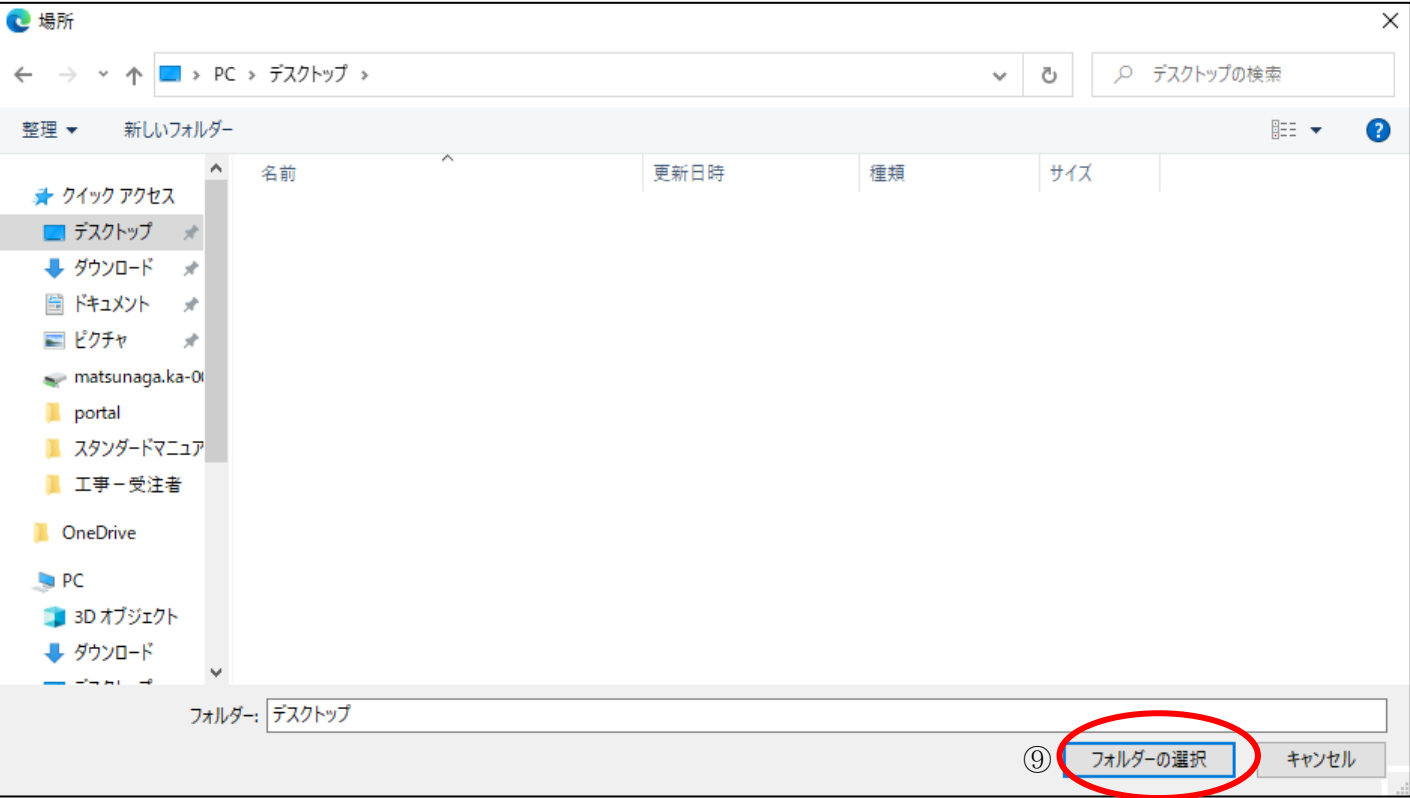 場所
PC › デスクトップ ›
デスクトップの検索
整理
新しいフォルダー
名前
更新日時
種類
サイズ
クイック アクセス
デスクトップ
ダウンロード
ドキュメント
ピクチャ
matsunaga.ka-0
portal
スタンダードマニュア
工事－受注者
OneDrive
PC
3D オブジェクト
ダウンロード
フォルダー: デスクトップ
⑨ フォルダーの選択 キャンセル